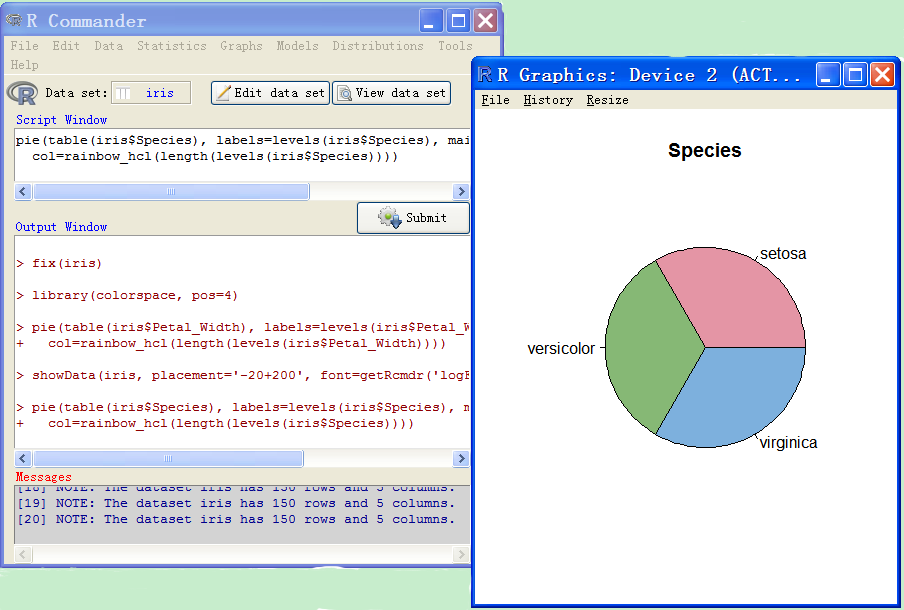 R Commander
File Edit Data Statistics Graphs Models Distributions Tools
Help
Data set: iris Edit data set View data set
Script Window
pie(table(iris$Species), labels=levels(iris$Species), mai
col=rainbow_hcl(length(levels(iris$Species))))
Submit
Output Window
> fix(iris)
> library(colorspace, pos=4)
> pie(table(iris$Petal_Width), labels=levels(iris$Petal_W
+ col=rainbow_hcl(length(levels(iris$Petal_Width))))
> showData(iris, placement='-20+200', font=getRcmdr('logF
> pie(table(iris$Species), labels=levels(iris$Species), m
+ col=rainbow_hcl(length(levels(iris$Species))))
Messages
[18] NOTE: The dataset iris has 150 rows and 5 columns.
[19] NOTE: The dataset iris has 150 rows and 5 columns.
[20] NOTE: The dataset iris has 150 rows and 5 columns.
R Graphics: Device 2 (ACT...
File History Resize
Species
setosa
versicolor
virginica